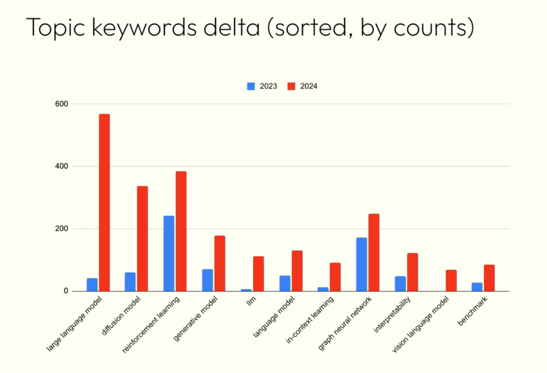 Topic keywords delta (sorted, by counts)
2023 2024
600
400
200
0
large language model
diffusion model
reinforcement learning
generative model
llm
language model
in-context learning
graph neural network
interpretability
vision language model
benchmark